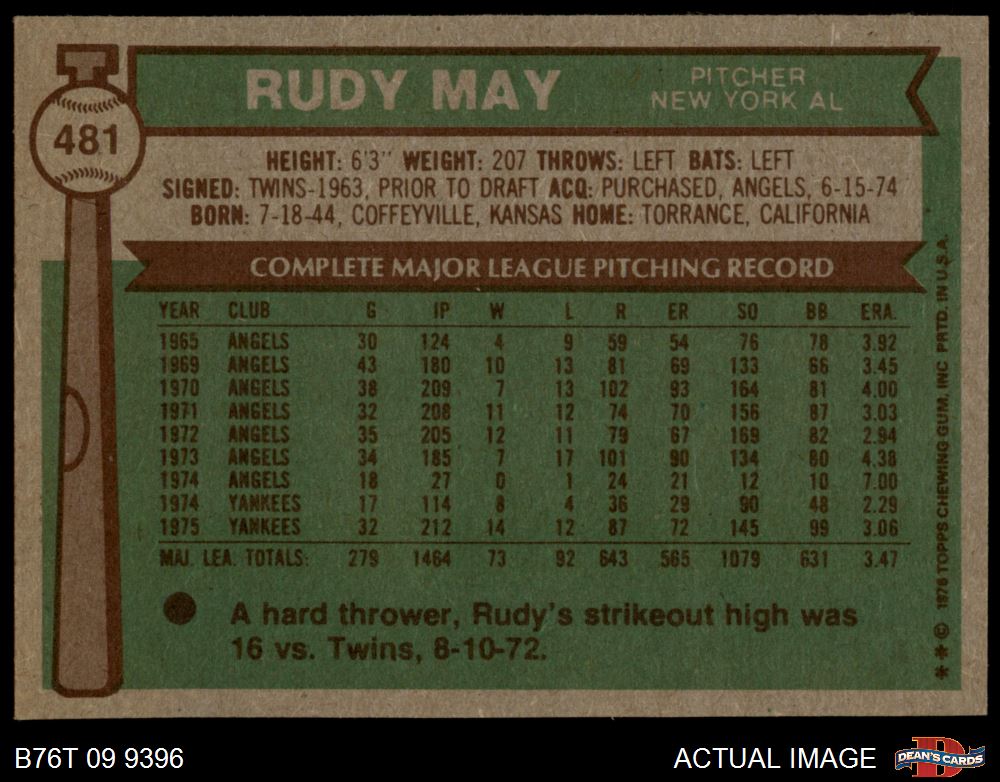 RUDY MAY
PITCHER
NEW YORK AL
481
HEIGHT: 6'3" WEIGHT: 207 THROWS: LEFT BATS: LEFT
SIGNED: TWINS-1963, PRIOR TO DRAFT ACQ: PURCHASED, ANGELS, 6-15-74
BORN: 7-18-44, COFFEYVILLE, KANSAS HOME: TORRANCE, CALIFORNIA
COMPLETE MAJOR LEAGUE PITCHING RECORD
YEAR CLUB G IP W L R ER SO BB ERA.
1965 ANGELS 30 124 4 9 59 54 76 78 3.92
1969 ANGELS 43 180 10 13 81 69 133 66 3.45
1970 ANGELS 38 209 7 13 102 93 164 81 4.00
1971 ANGELS 32 208 11 12 74 70 156 87 3.03
1972 ANGELS 35 205 12 11 79 67 169 82 2.94
1973 ANGELS 34 185 7 17 101 90 134 80 4.38
1974 ANGELS 18 27 0 1 24 21 12 10 7.00
1974 YANKEES 17 114 8 4 36 29 90 48 2.29
1975 YANKEES 32 212 14 12 87 72 145 99 3.06
MAJ. LEA. TOTALS: 279 1464 73 92 643 565 1079 631 3.47
A hard thrower, Rudy's strikeout high was
16 vs. Twins, 8-10-72.
**© 1976 TOPPS CHEWING GUM, INC PRTD. IN U.S.A.
B76T 09 9396
ACTUAL IMAGE
D
DEAN'S CARDS